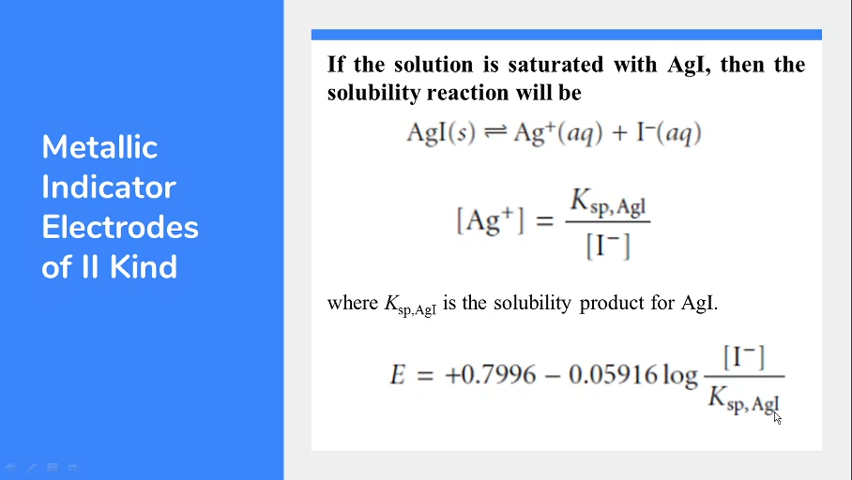 Metallic
Indicator
Electrodes
of II Kind
If the solution is saturated with AgI, then the
solubility reaction will be
AgI(s) ⇌ Ag⁺(aq) + I⁻(aq)
[Ag⁺] = K_sp,AgI / [I⁻]
where K_sp,AgI is the solubility product for AgI.
E = +0.7996 − 0.05916 log [I⁻] / K_sp,AgI